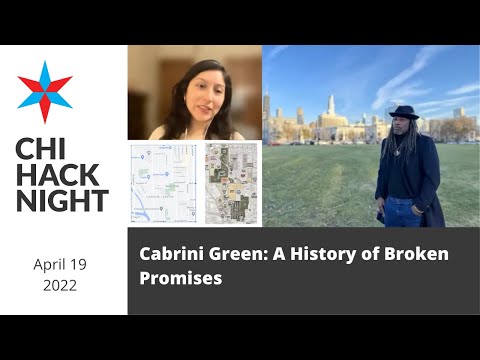 CHI
HACK
NIGHT
April 19
2022
Cabrini Green: A History of Broken
Promises